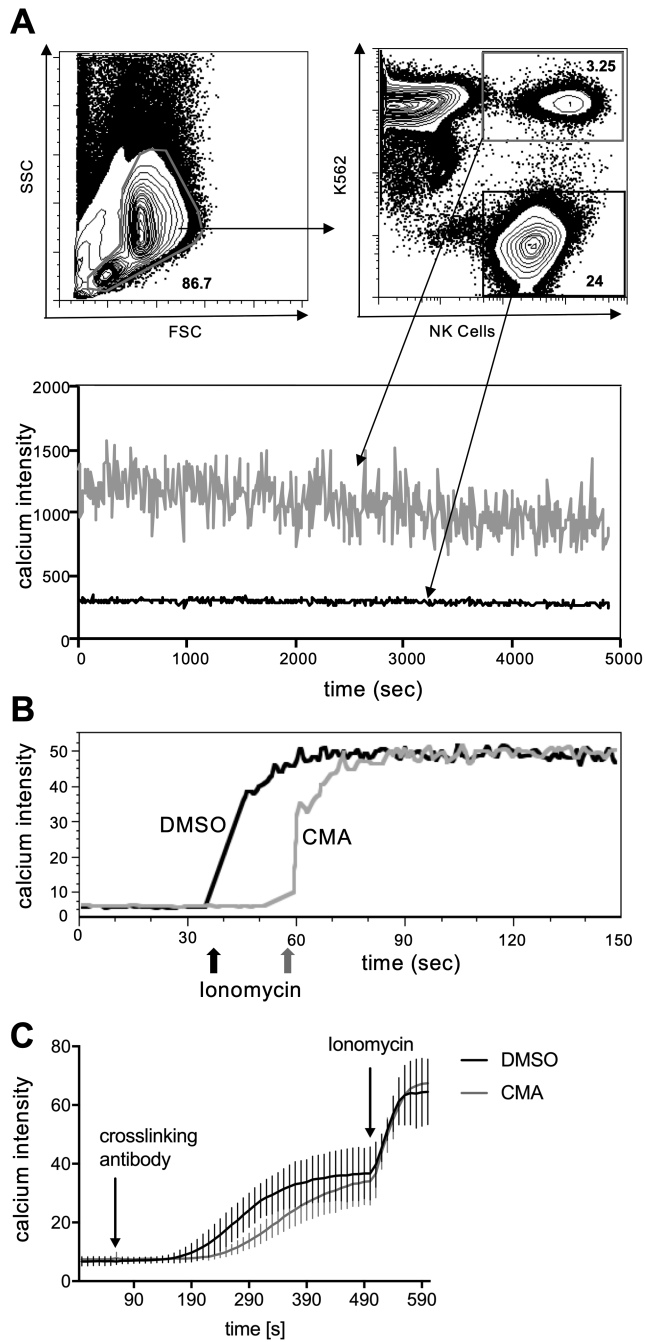 A
SSC
86.7
FSC
K562
3.25
24
NK Cells
calcium intensity
2000
1500
1000
500
0
0 1000 2000 3000 4000 5000
time (sec)
B
calcium intensity
50
40
30
20
10
0
DMSO
CMA
0 30 60 90 120 150
time (sec)
Ionomycin
C
calcium intensity
80
60
40
20
0
crosslinking
antibody
Ionomycin
DMSO
CMA
90 190 290 390 490 590
time [s]